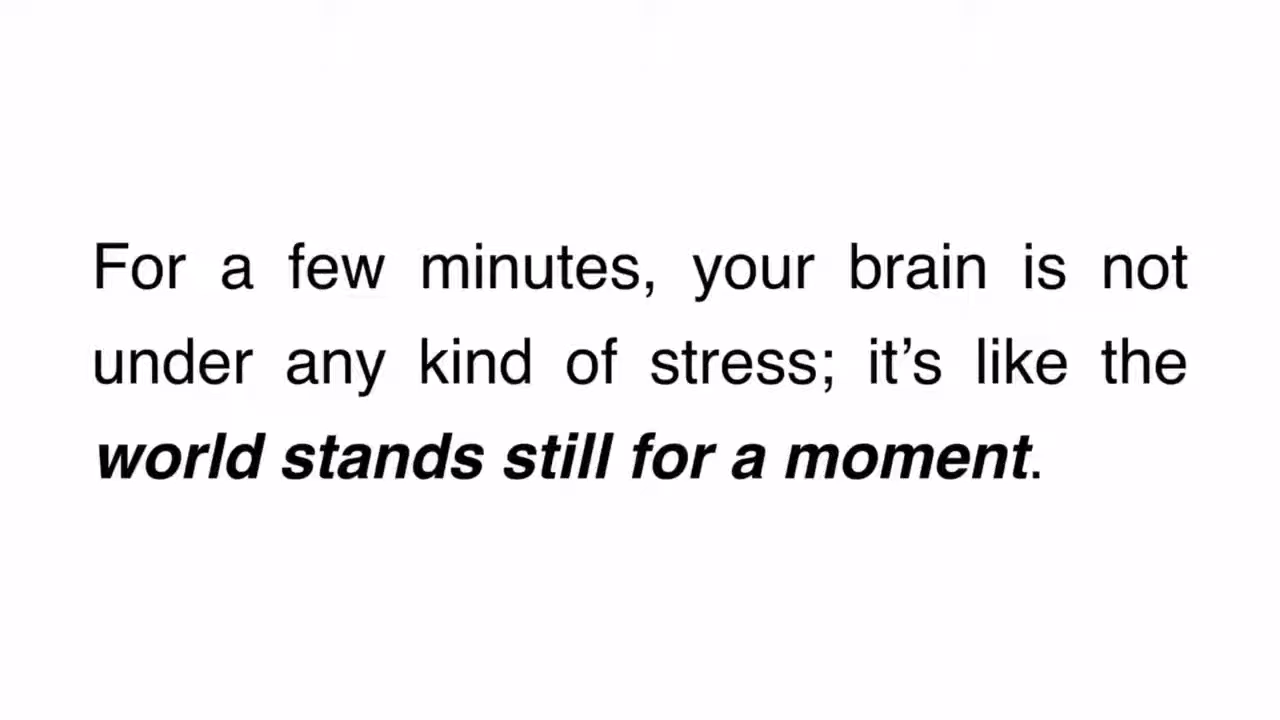 For a few minutes, your brain is not
under any kind of stress; it’s like the
world stands still for a moment.